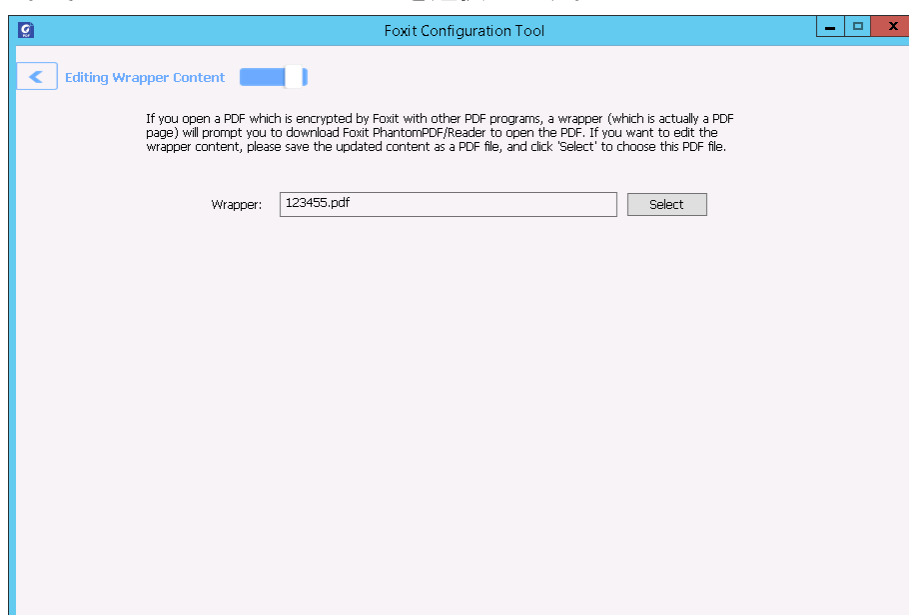 Foxit Configuration Tool
Editing Wrapper Content
If you open a PDF which is encrypted by Foxit with other PDF programs, a wrapper (which is actually a PDF
page) will prompt you to download Foxit PhantomPDF/Reader to open the PDF. If you want to edit the
wrapper content, please save the updated content as a PDF file, and click 'Select' to choose this PDF file.
Wrapper: 123455.pdf Select